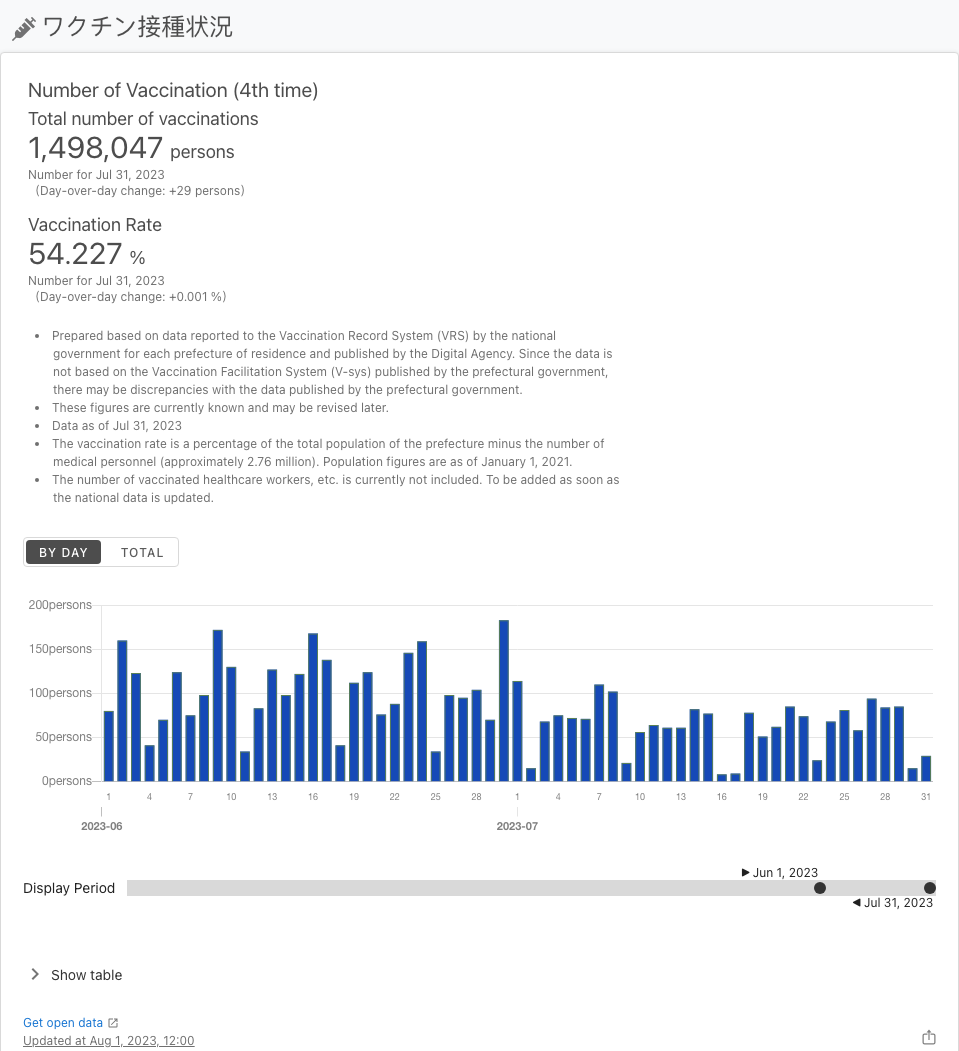 ワクチン接種状況
Number of Vaccination (4th time)
Total number of vaccinations
1,498,047 persons
Number for Jul 31, 2023
(Day-over-day change: +29 persons)
Vaccination Rate
54.227 %
Number for Jul 31, 2023
(Day-over-day change: +0.001 %)
• Prepared based on data reported to the Vaccination Record System (VRS) by the national
government for each prefecture of residence and published by the Digital Agency. Since the data is
not based on the Vaccination Facilitation System (V-sys) published by the prefectural government,
there may be discrepancies with the data published by the prefectural government.
• These figures are currently known and may be revised later.
• Data as of Jul 31, 2023
• The vaccination rate is a percentage of the total population of the prefecture minus the number of
medical personnel (approximately 2.76 million). Population figures are as of January 1, 2021.
• The number of vaccinated healthcare workers, etc. is currently not included. To be added as soon as
the national data is updated.
BY DAY TOTAL
200persons
150persons
100persons
50persons
0persons
1 4 7 10 13 16 19 22 25 28 1 4 7 10 13 16 19 22 25 28 31
2023-06 2023-07
Jun 1, 2023
Display Period
Jul 31, 2023
Show table
Get open data
Updated at Aug 1, 2023, 12:00